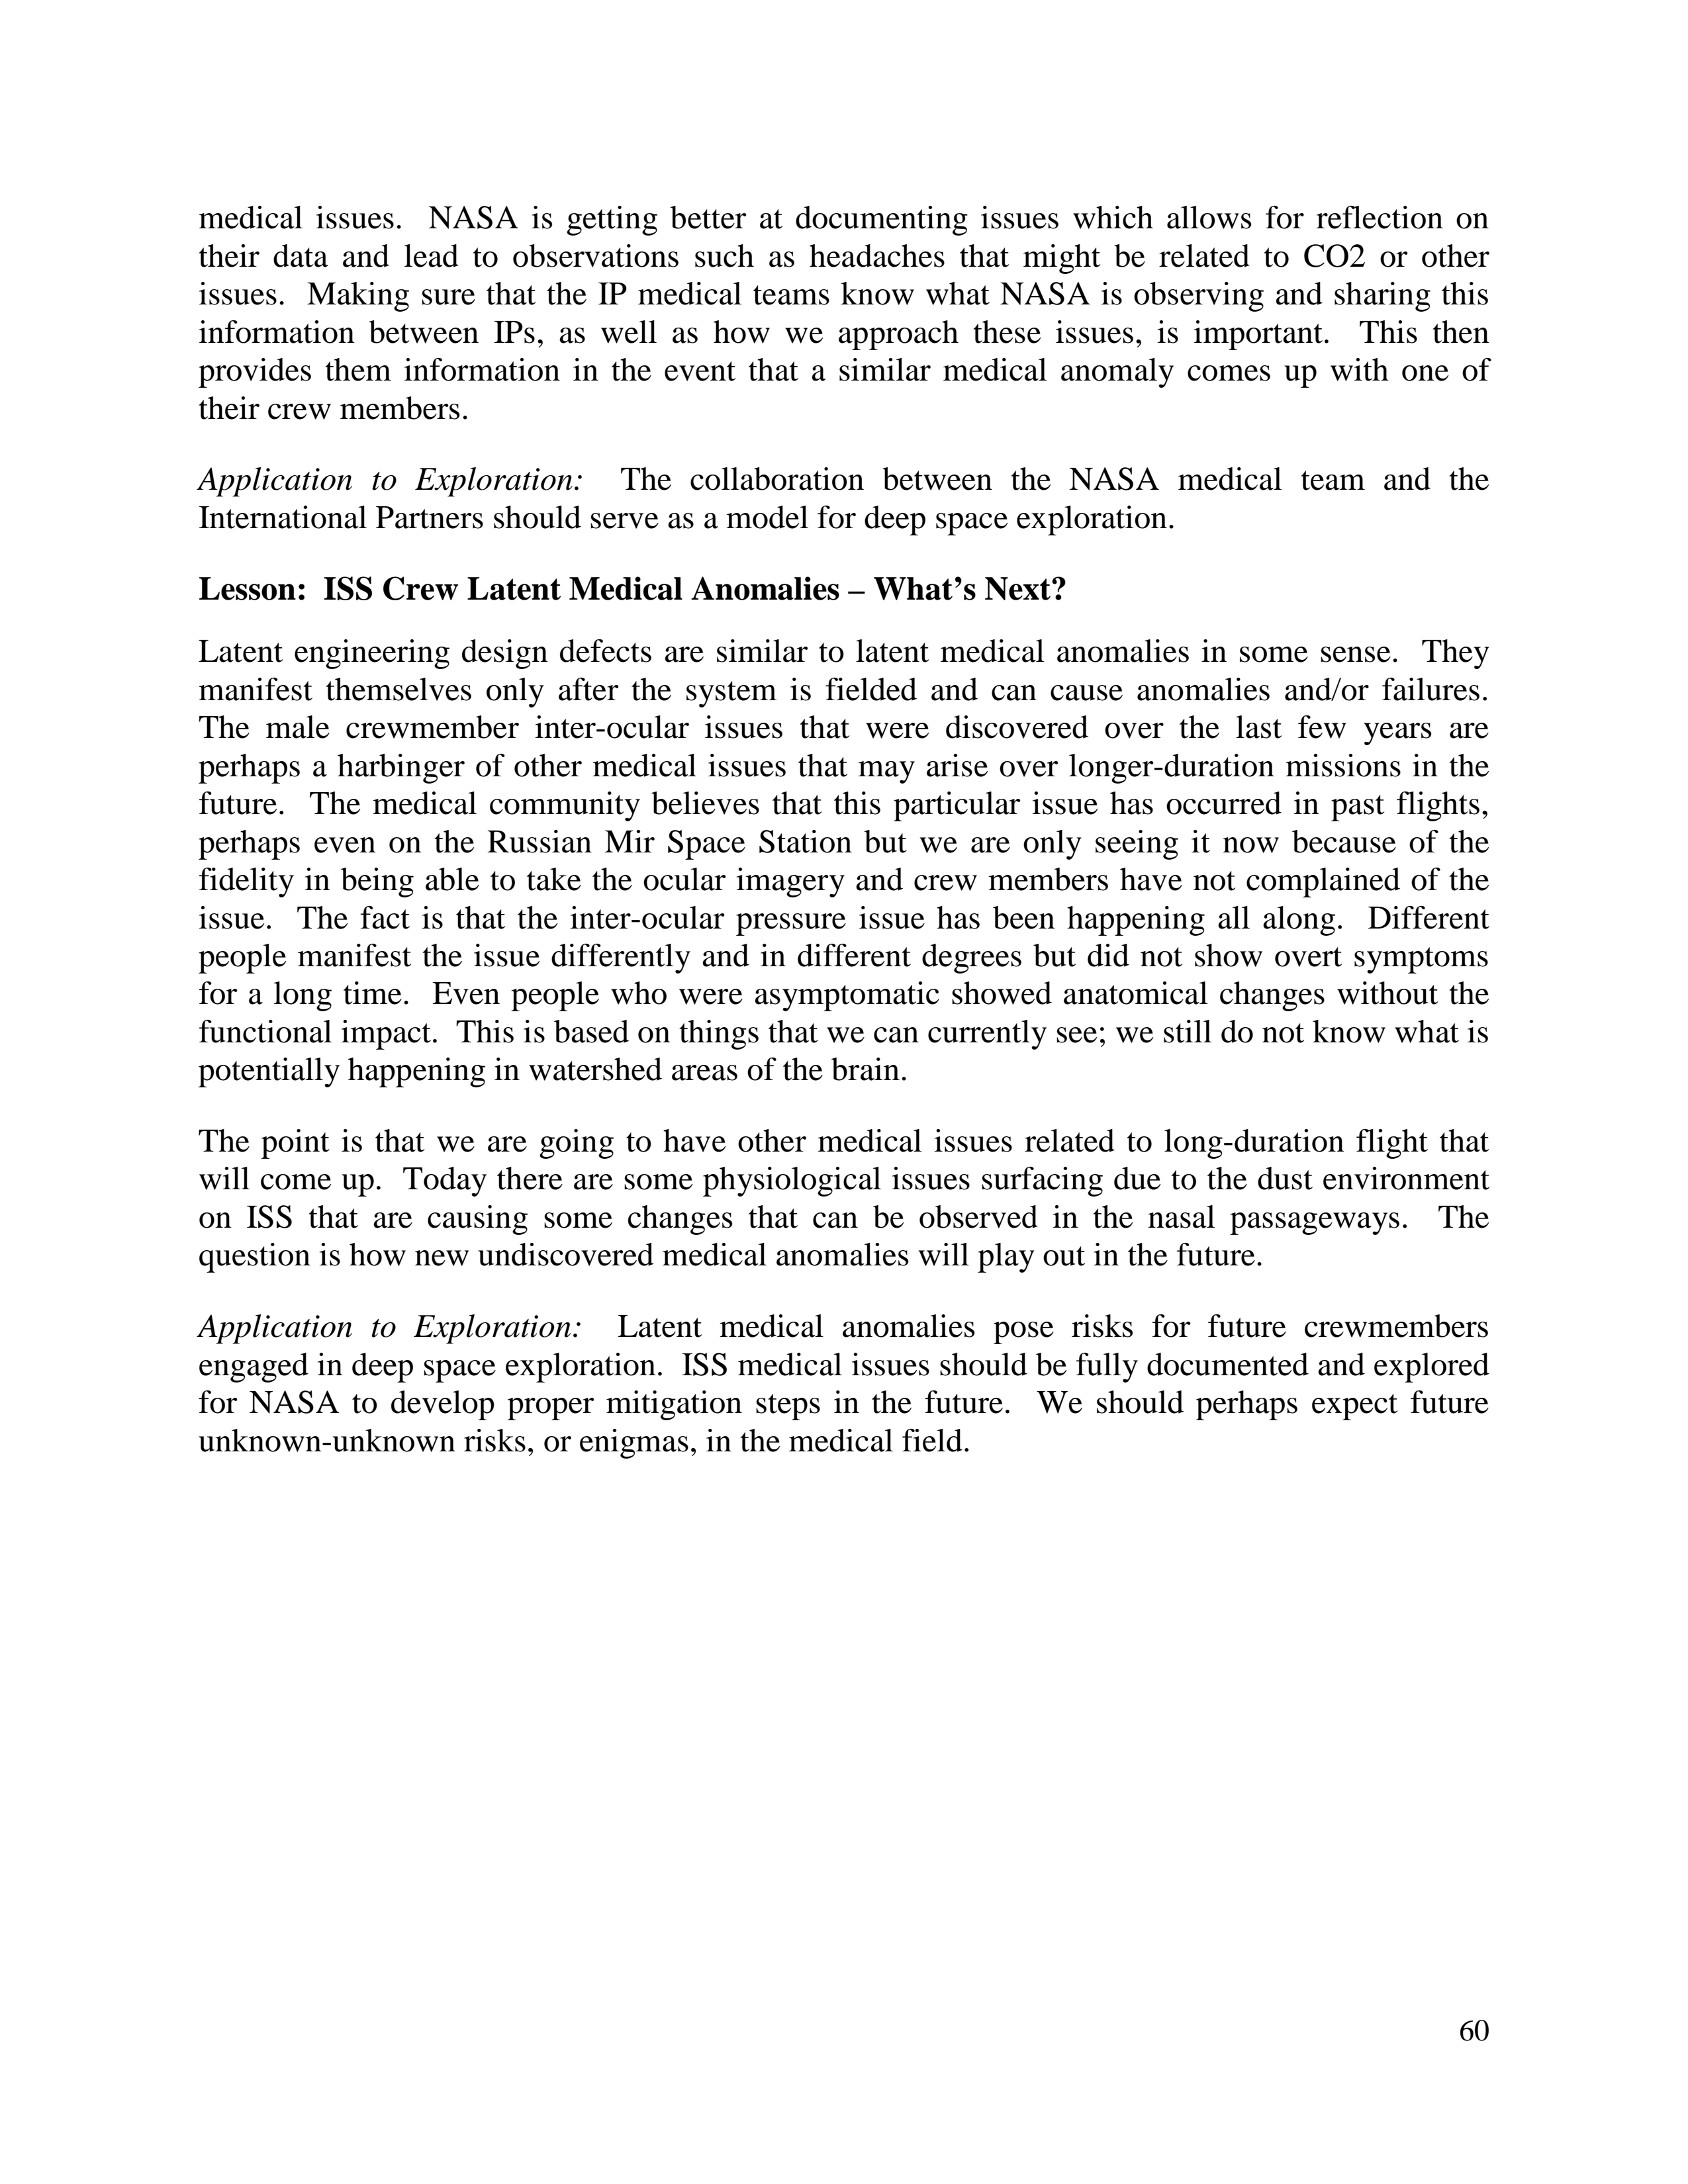 medical issues. NASA is getting better at documenting issues which allows for reflection on
their data and lead to observations such as headaches that might be related to CO2 or other
issues. Making sure that the IP medical teams know what NASA is observing and sharing this
information between IPs, as well as how we approach these issues, is important. This then
provides them information in the event that a similar medical anomaly comes up with one of
their crew members.
Application to Exploration: The collaboration between the NASA medical team and the
International Partners should serve as a model for deep space exploration.
Lesson: ISS Crew Latent Medical Anomalies – What’s Next?
Latent engineering design defects are similar to latent medical anomalies in some sense. They
manifest themselves only after the system is fielded and can cause anomalies and/or failures.
The male crewmember inter-ocular issues that were discovered over the last few years are
perhaps a harbinger of other medical issues that may arise over longer-duration missions in the
future. The medical community believes that this particular issue has occurred in past flights,
perhaps even on the Russian Mir Space Station but we are only seeing it now because of the
fidelity in being able to take the ocular imagery and crew members have not complained of the
issue. The fact is that the inter-ocular pressure issue has been happening all along. Different
people manifest the issue differently and in different degrees but did not show overt symptoms
for a long time. Even people who were asymptomatic showed anatomical changes without the
functional impact. This is based on things that we can currently see; we still do not know what is
potentially happening in watershed areas of the brain.
The point is that we are going to have other medical issues related to long-duration flight that
will come up. Today there are some physiological issues surfacing due to the dust environment
on ISS that are causing some changes that can be observed in the nasal passageways. The
question is how new undiscovered medical anomalies will play out in the future.
Application to Exploration: Latent medical anomalies pose risks for future crewmembers
engaged in deep space exploration. ISS medical issues should be fully documented and explored
for NASA to develop proper mitigation steps in the future. We should perhaps expect future
unknown-unknown risks, or enigmas, in the medical field.
60